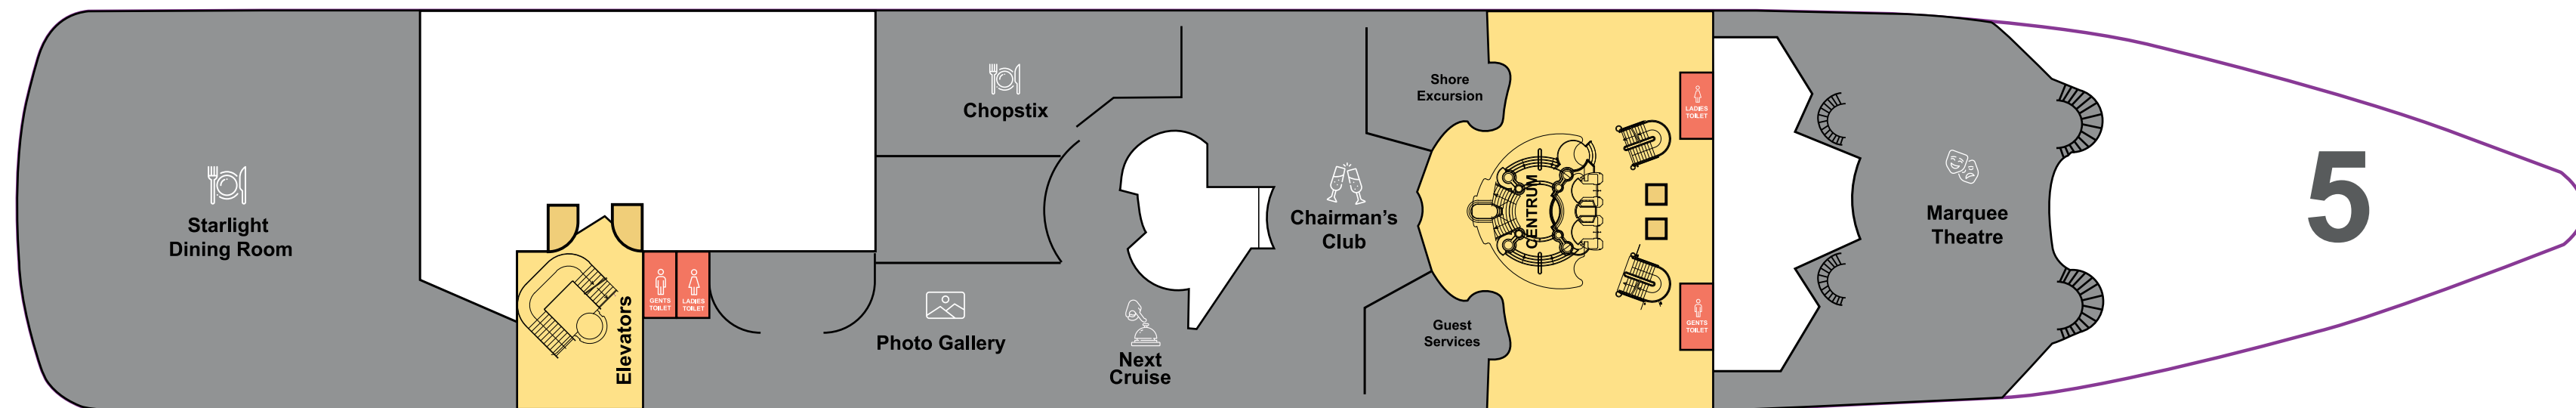 Starlight
Dining Room
Elevators
GENTS
TOILET
LADIES
TOILET
Chopstix
Photo Gallery
Next
Cruise
Chairman's
Club
Shore
Excursion
Guest
Services
CENTRUM
LADIES
TOILET
GENTS
TOILET
Marquee
Theatre
5